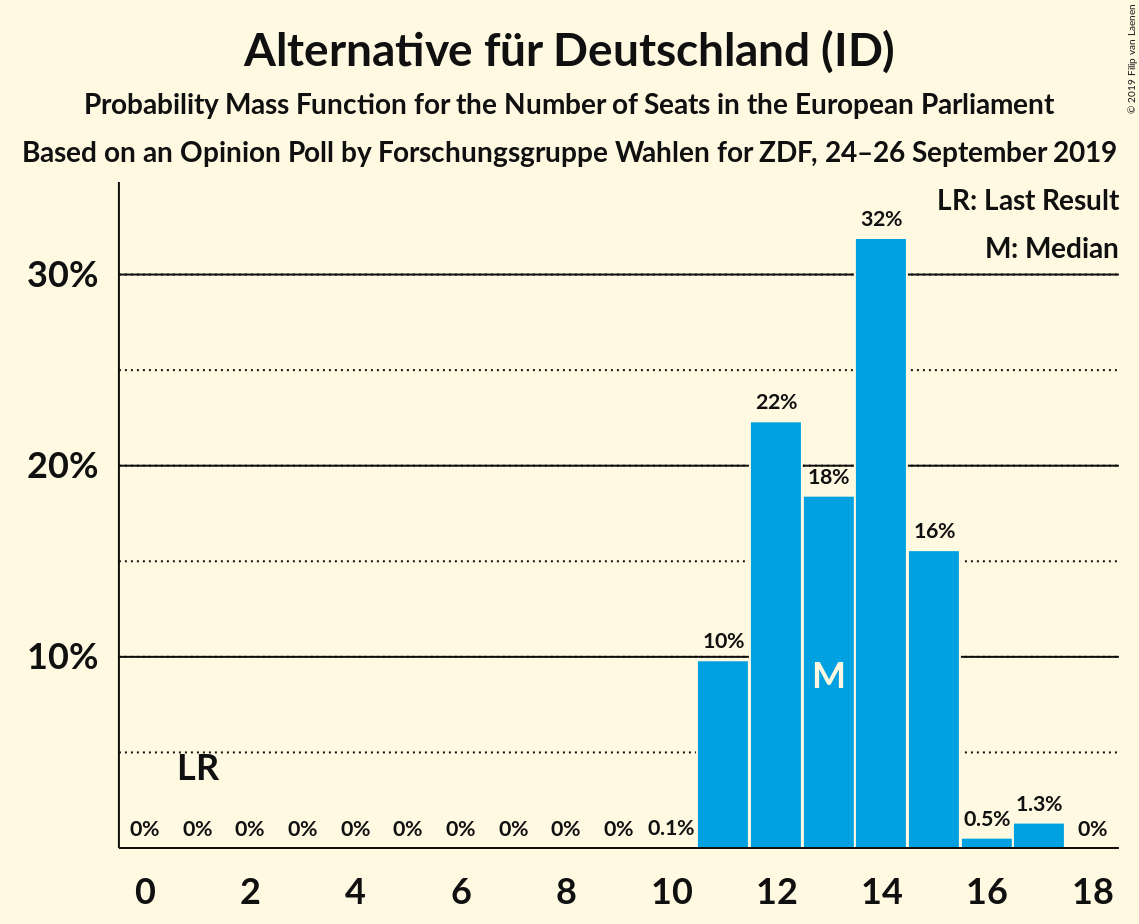 Alternative für Deutschland (ID)
Probability Mass Function for the Number of Seats in the European Parliament
Based on an Opinion Poll by Forschungsgruppe Wahlen for ZDF, 24–26 September 2019
© 2019 Filip van Laenen
LR: Last Result
M: Median
32%
30%
22%
20%
18%
16%
10%
10%
M
LR
0% 0% 0% 0% 0% 0% 0% 0% 0% 0% 0.1% 0.5% 1.3% 0%
0 2 4 6 8 10 12 14 16 18